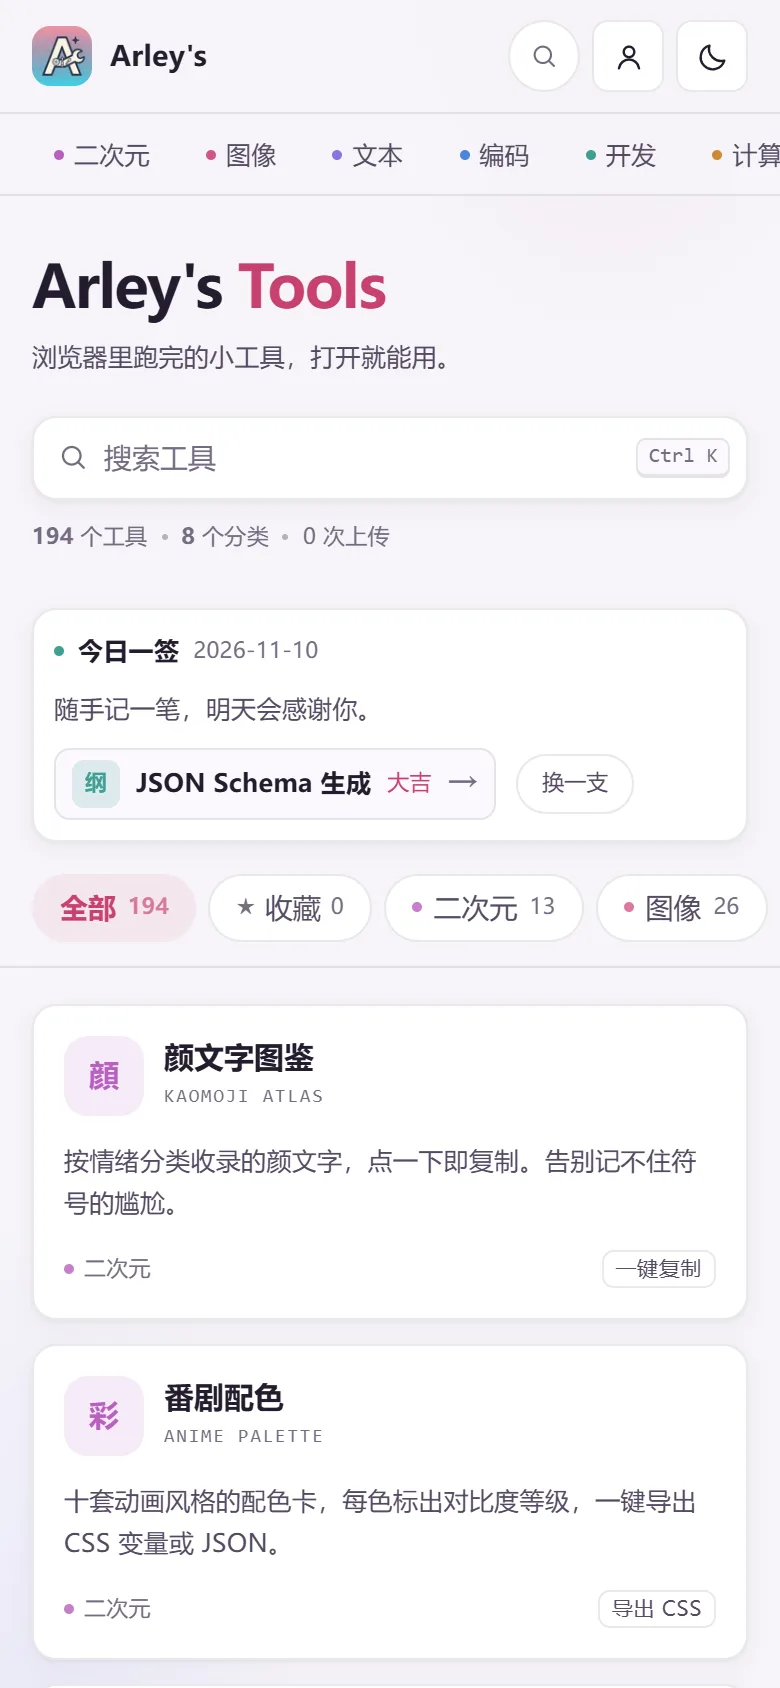 Arley's
二次元 图像 文本 编码 开发 计算
Arley's Tools
浏览器里跑完的小工具，打开就能用。
搜索工具 Ctrl K
194 个工具 • 8 个分类 • 0 次上传
今日一签 2026-11-10
随手记一笔，明天会感谢你。
纲 JSON Schema 生成 大吉 → 换一支
全部 194 ★ 收藏 0 二次元 13 图像 26
顔 颜文字图鉴
KAOMOJI ATLAS
按情绪分类收录的颜文字，点一下即复制。告别记不住符
号的尴尬。
二次元 一键复制
彩 番剧配色
ANIME PALETTE
十套动画风格的配色卡，每色标出对比度等级，一键导出
CSS 变量或 JSON。
二次元 导出 CSS